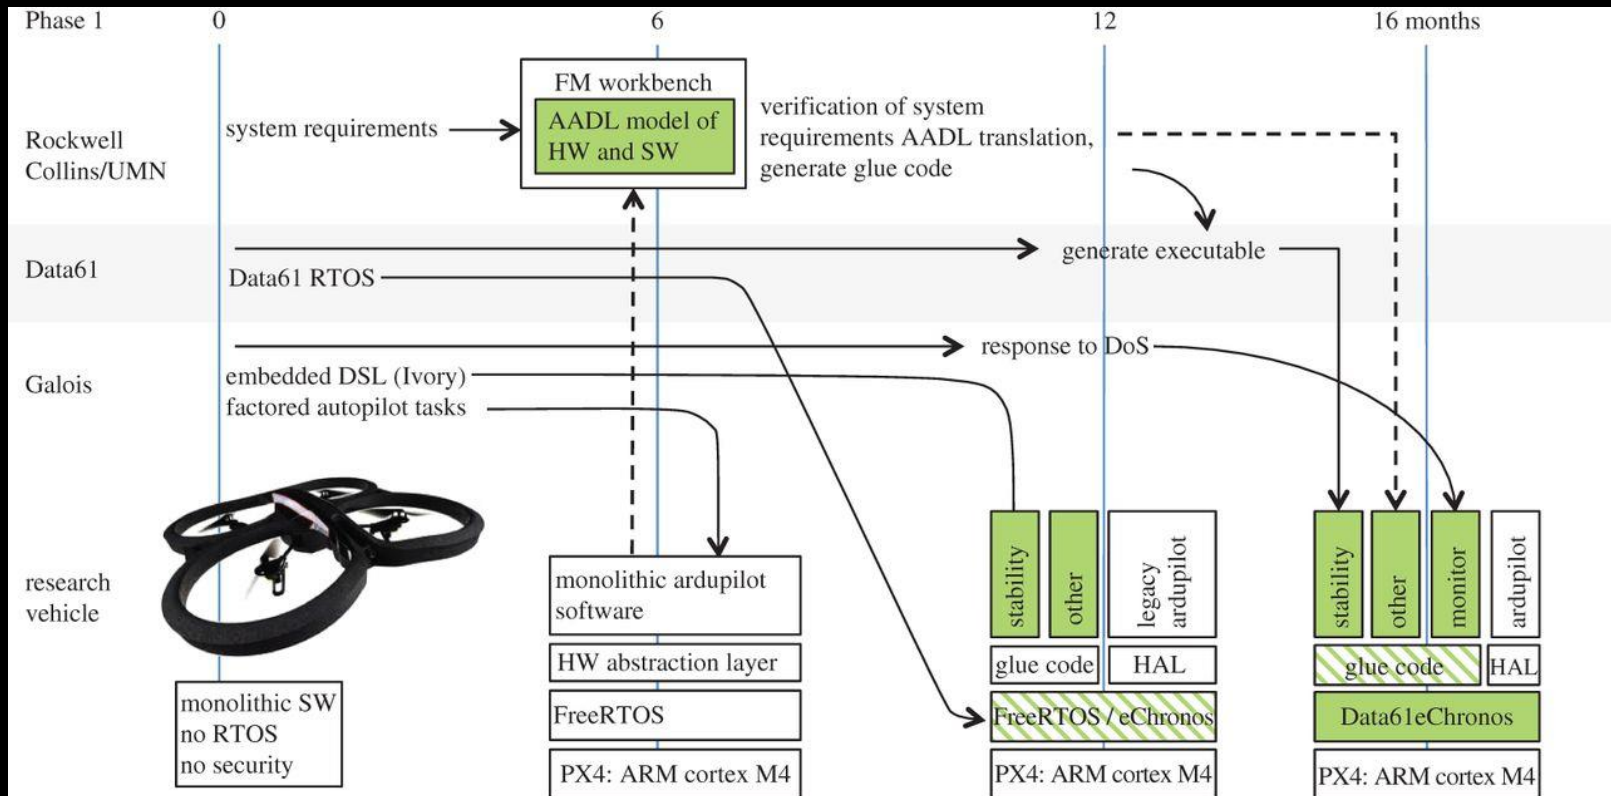 Phase 1
0
6
12
16 months
Rockwell
Collins/UMN
system requirements
FM workbench
AADL model of
HW and SW
verification of system
requirements AADL translation,
generate glue code
Data61
generate executable
Data61 RTOS
Galois
response to DoS
embedded DSL (Ivory)
factored autopilot tasks
research
vehicle
monolithic SW
no RTOS
no security
monolithic ardupilot
software
HW abstraction layer
FreeRTOS
PX4: ARM cortex M4
stability
other
legacy
ardupilot
glue code
HAL
FreeRTOS / eChronos
PX4: ARM cortex M4
stability
other
monitor
ardupilot
glue code
HAL
Data61eChronos
PX4: ARM cortex M4